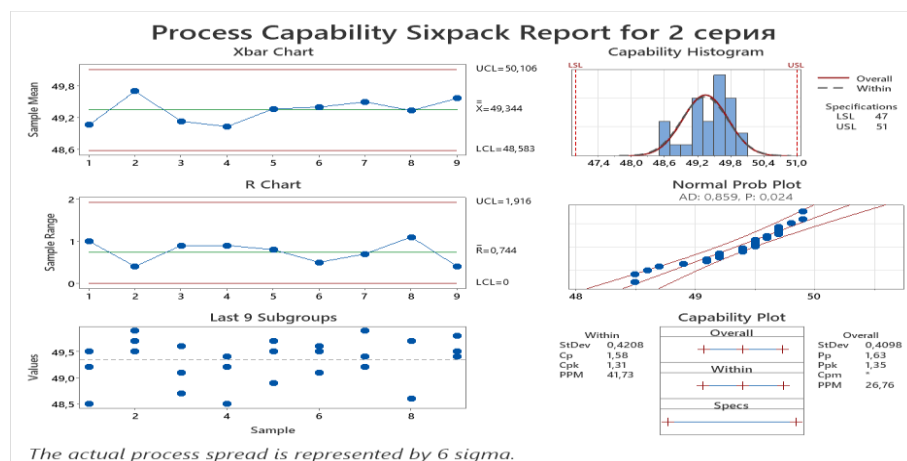 Process Capability Sixpack Report for 2 серия
Xbar Chart
Sample Mean
49,8
49,2
48,6
1 2 3 4 5 6 7 8 9
UCL=50,106
X=49,344
LCL=48,583
R Chart
Sample Range
2
1
0
1 2 3 4 5 6 7 8 9
UCL=1,916
R=0,744
LCL=0
Last 9 Subgroups
Values
49,5
49,0
48,5
2 4 6 8
Sample
Capability Histogram
LSL USL
47,4 48,0 48,6 49,2 49,8 50,4 51,0
Overall
Within
Specifications
LSL 47
USL 51
Normal Prob Plot
AD: 0,859, P: 0,024
48 49 50
Capability Plot
Within
StDev 0,4208
Cp 1,58
Cpk 1,31
PPM 41,73
Overall
Within
Specs
Overall
StDev 0,4098
Pp 1,63
Ppk 1,35
Cpm *
PPM 26,76
The actual process spread is represented by 6 sigma.